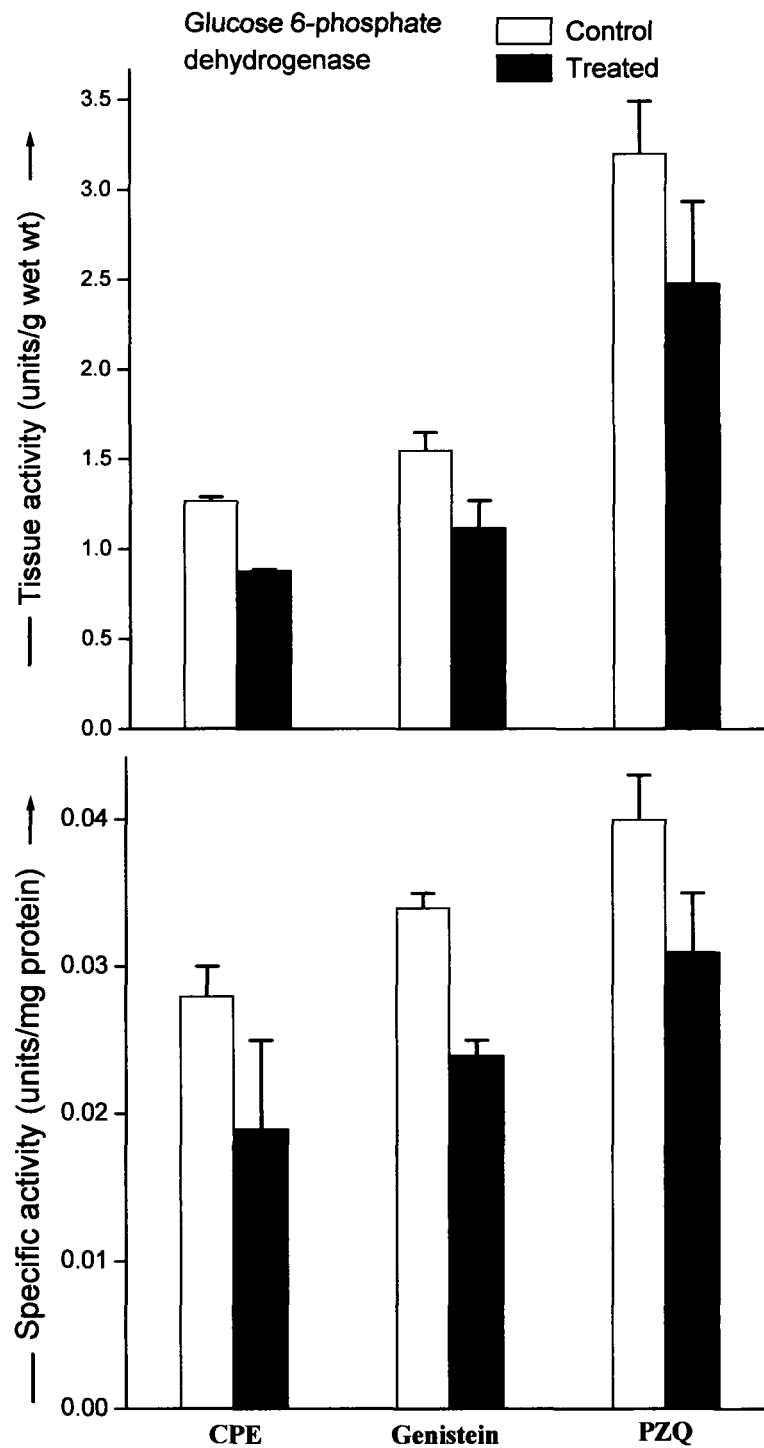 Glucose 6-phosphate
dehydrogenase
Control
Treated
Tissue activity (units/g wet wt)
3.5
3.0
2.5
2.0
1.5
1.0
0.5
0.0
Specific activity (units/mg protein)
0.04
0.03
0.02
0.01
0.00
CPE Genistein PZQ